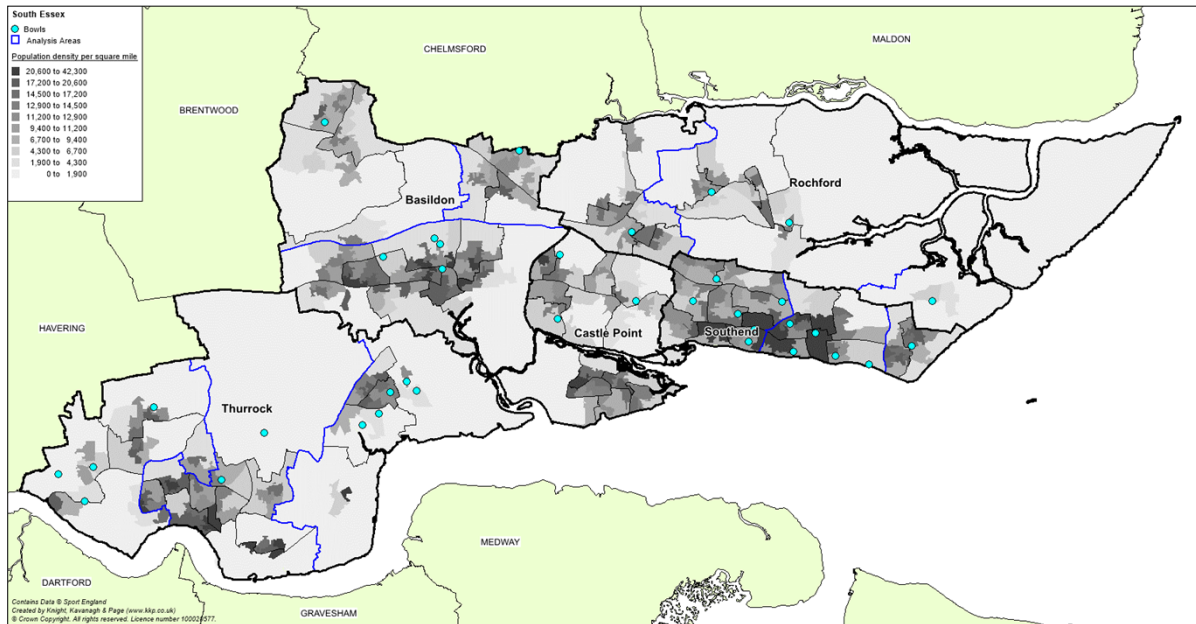 South Essex
Bowls
Analysis Areas
Population density per square mile
20,600 to 42,300
17,200 to 20,600
14,500 to 17,200
12,900 to 14,500
11,200 to 12,900
9,400 to 11,200
6,700 to 9,400
4,300 to 6,700
1,900 to 4,300
0 to 1,900
MALDON
CHELMSFORD
BRENTWOOD
Rochford
Basildon
HAVERING
Castle Point
Southend
Thurrock
MEDWAY
DARTFORD
GRAVESHAM
Contains Data ® Sport England
Created by Knight, Kavanagh & Page (www.kkp.co.uk)
© Crown Copyright. All rights reserved. Licence number